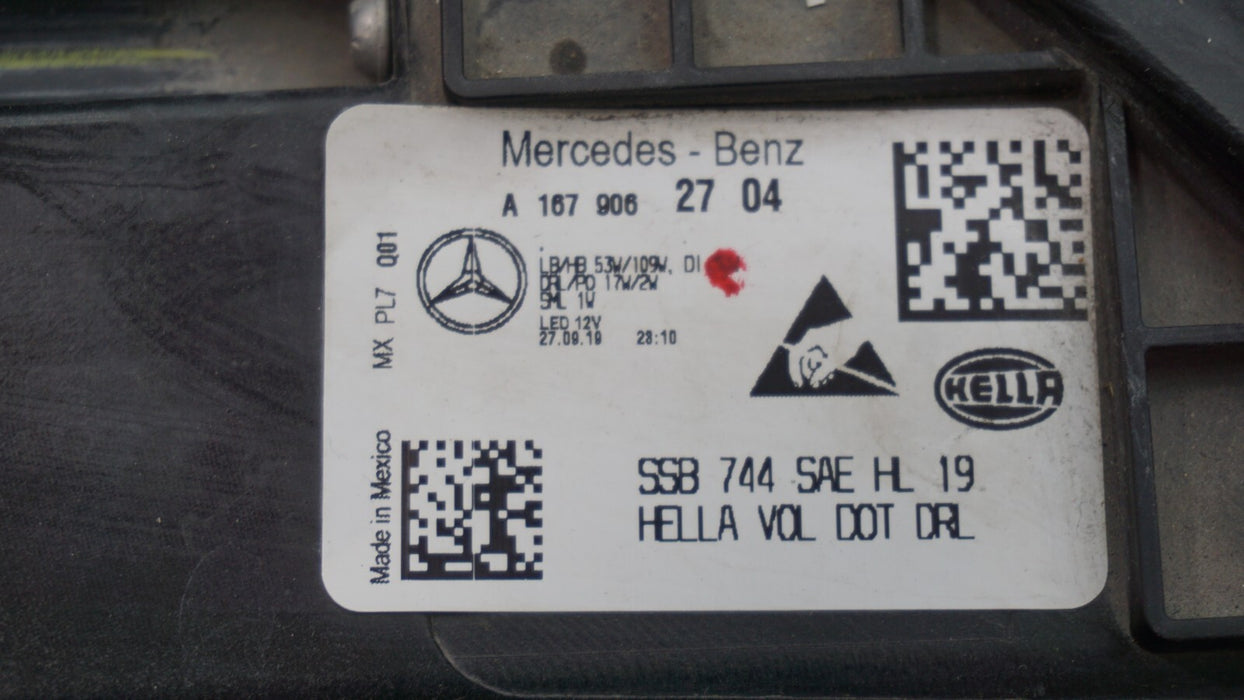 Mercedes - Benz
A 167 906 27 04
LB/HB 53W/109W, DI
DRL/PO 17W/2W
SML 1W
LED 12V
27.09.19 23:10
MX PL7 Q01
HELLA
Made in Mexico
SSB 744 SAE HL 19
HELLA VOL DOT DRL